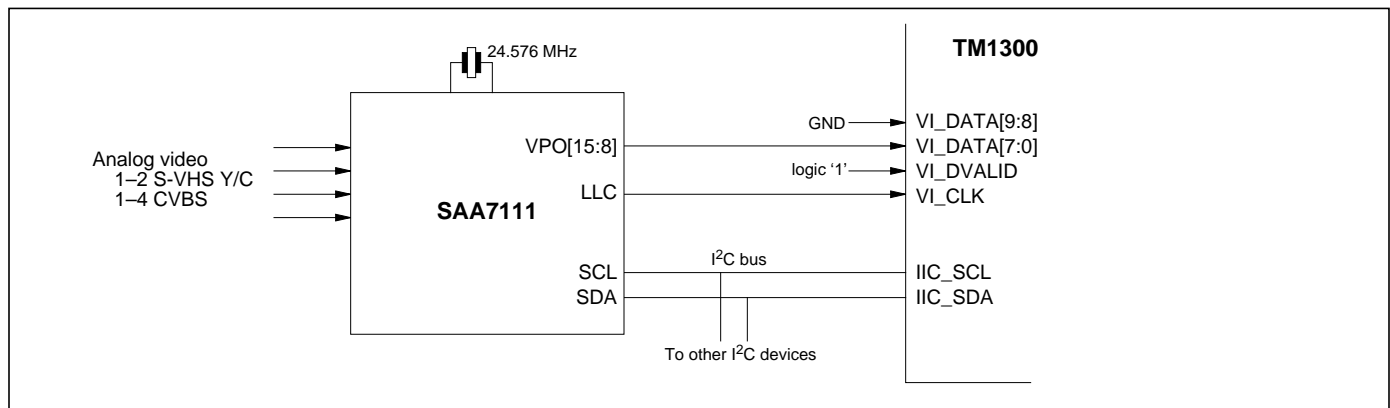 24.576 MHz
TM1300
Analog video
1–2 S-VHS Y/C
1–4 CVBS
SAA7111
VPO[15:8]
LLC
SCL
SDA
GND
logic ‘1’
VI_DATA[9:8]
VI_DATA[7:0]
VI_DVALID
VI_CLK
I2C bus
IIC_SCL
IIC_SDA
To other I2C devices